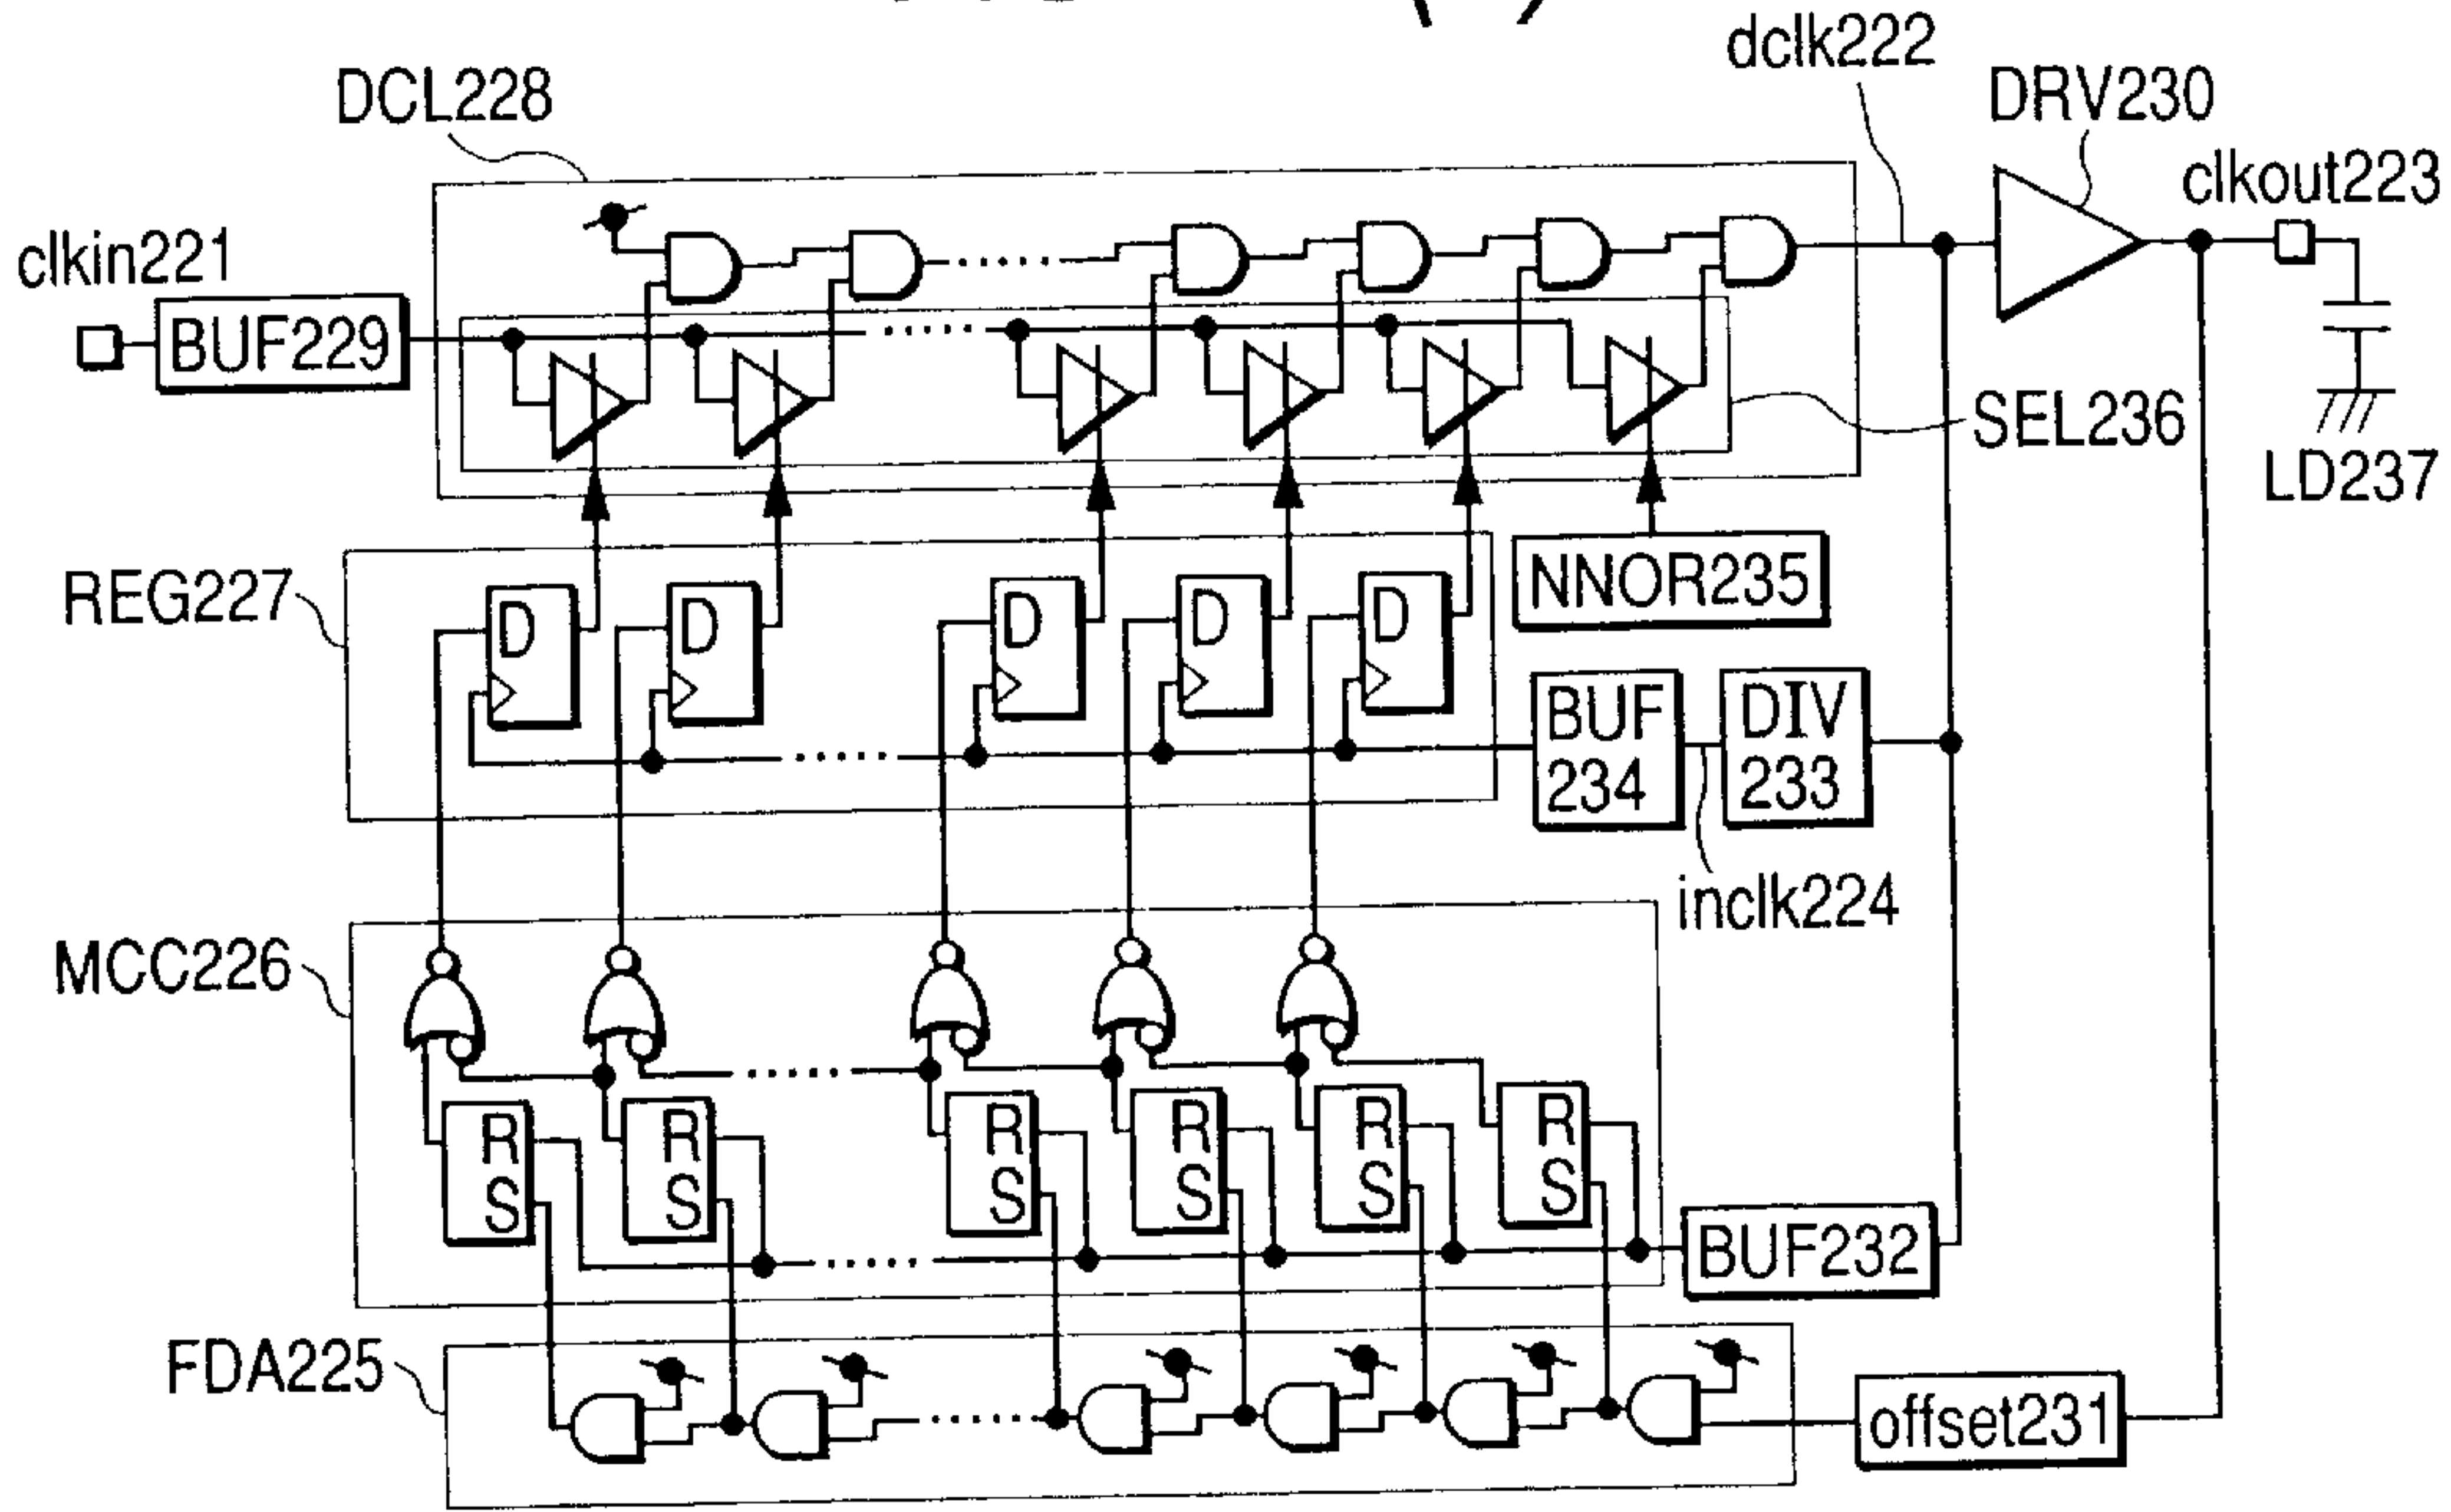 dclk222
DCL228
DRV230
clkout223
clkin221
BUF229
SEL236
LD237
REG227
D
D
D
D
D
NNOR235
BUF
234
DIV
233
inclk224
MCC226
R
S
R
S
R
S
R
S
R
S
R
S
BUF232
FDA225
offset231